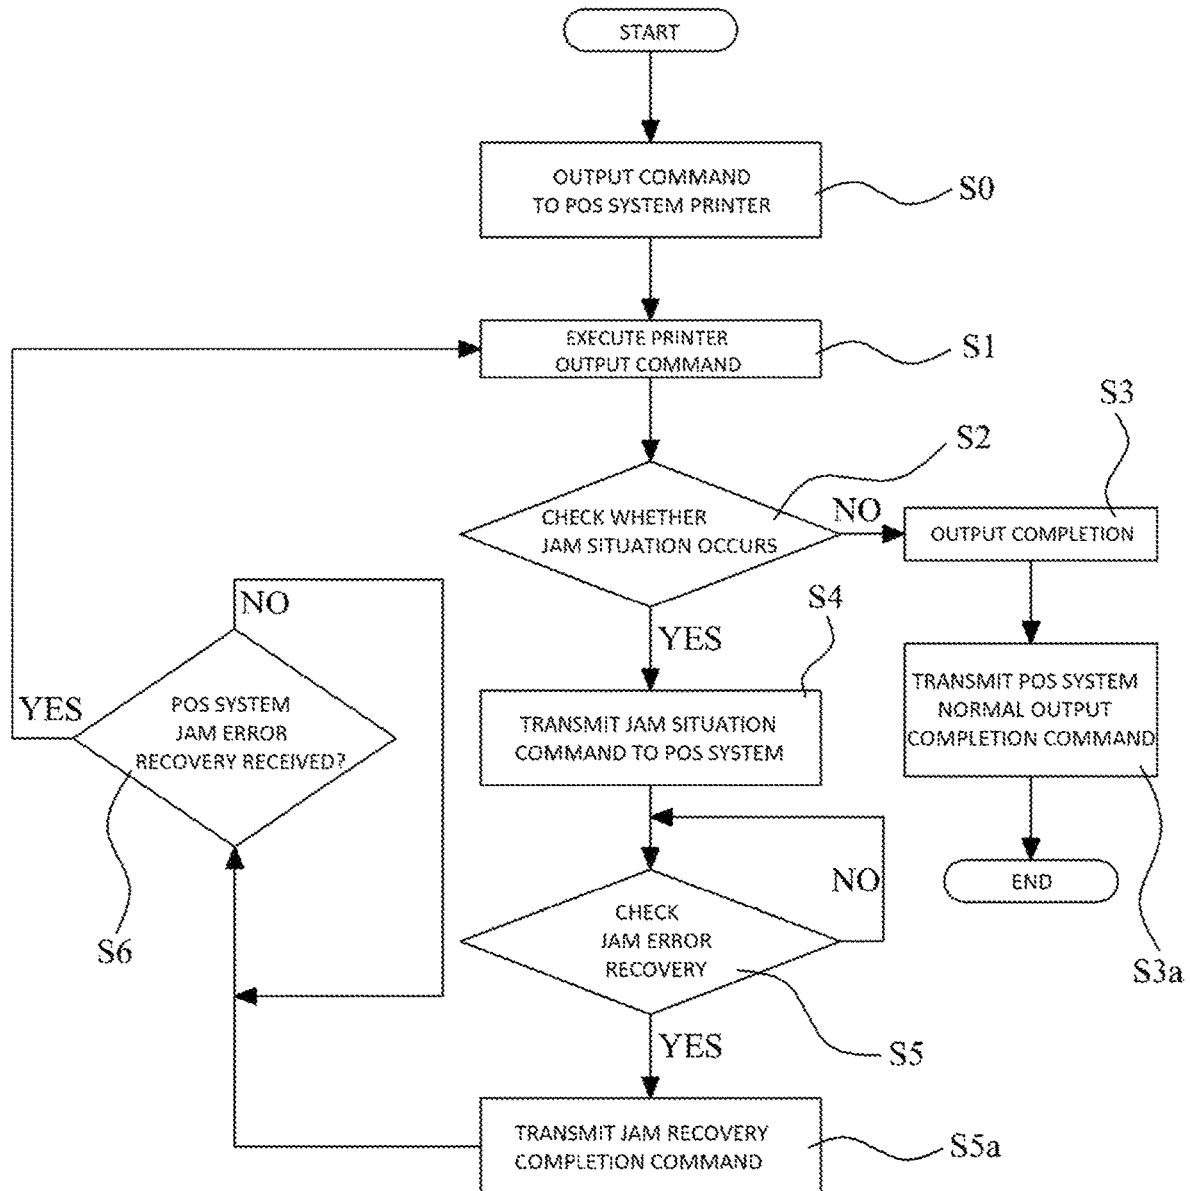 START
OUTPUT COMMAND
TO POS SYSTEM PRINTER
S0
EXECUTE PRINTER
OUTPUT COMMAND
S1
CHECK WHETHER
JAM SITUATION OCCURS
S2
NO
S3
OUTPUT COMPLETION
YES
S4
TRANSMIT JAM SITUATION
COMMAND TO POS SYSTEM
TRANSMIT POS SYSTEM
NORMAL OUTPUT
COMPLETION COMMAND
S3a
END
NO
YES
POS SYSTEM
JAM ERROR
RECOVERY RECEIVED?
S6
CHECK
JAM ERROR
RECOVERY
NO
S5
YES
TRANSMIT JAM RECOVERY
COMPLETION COMMAND
S5a